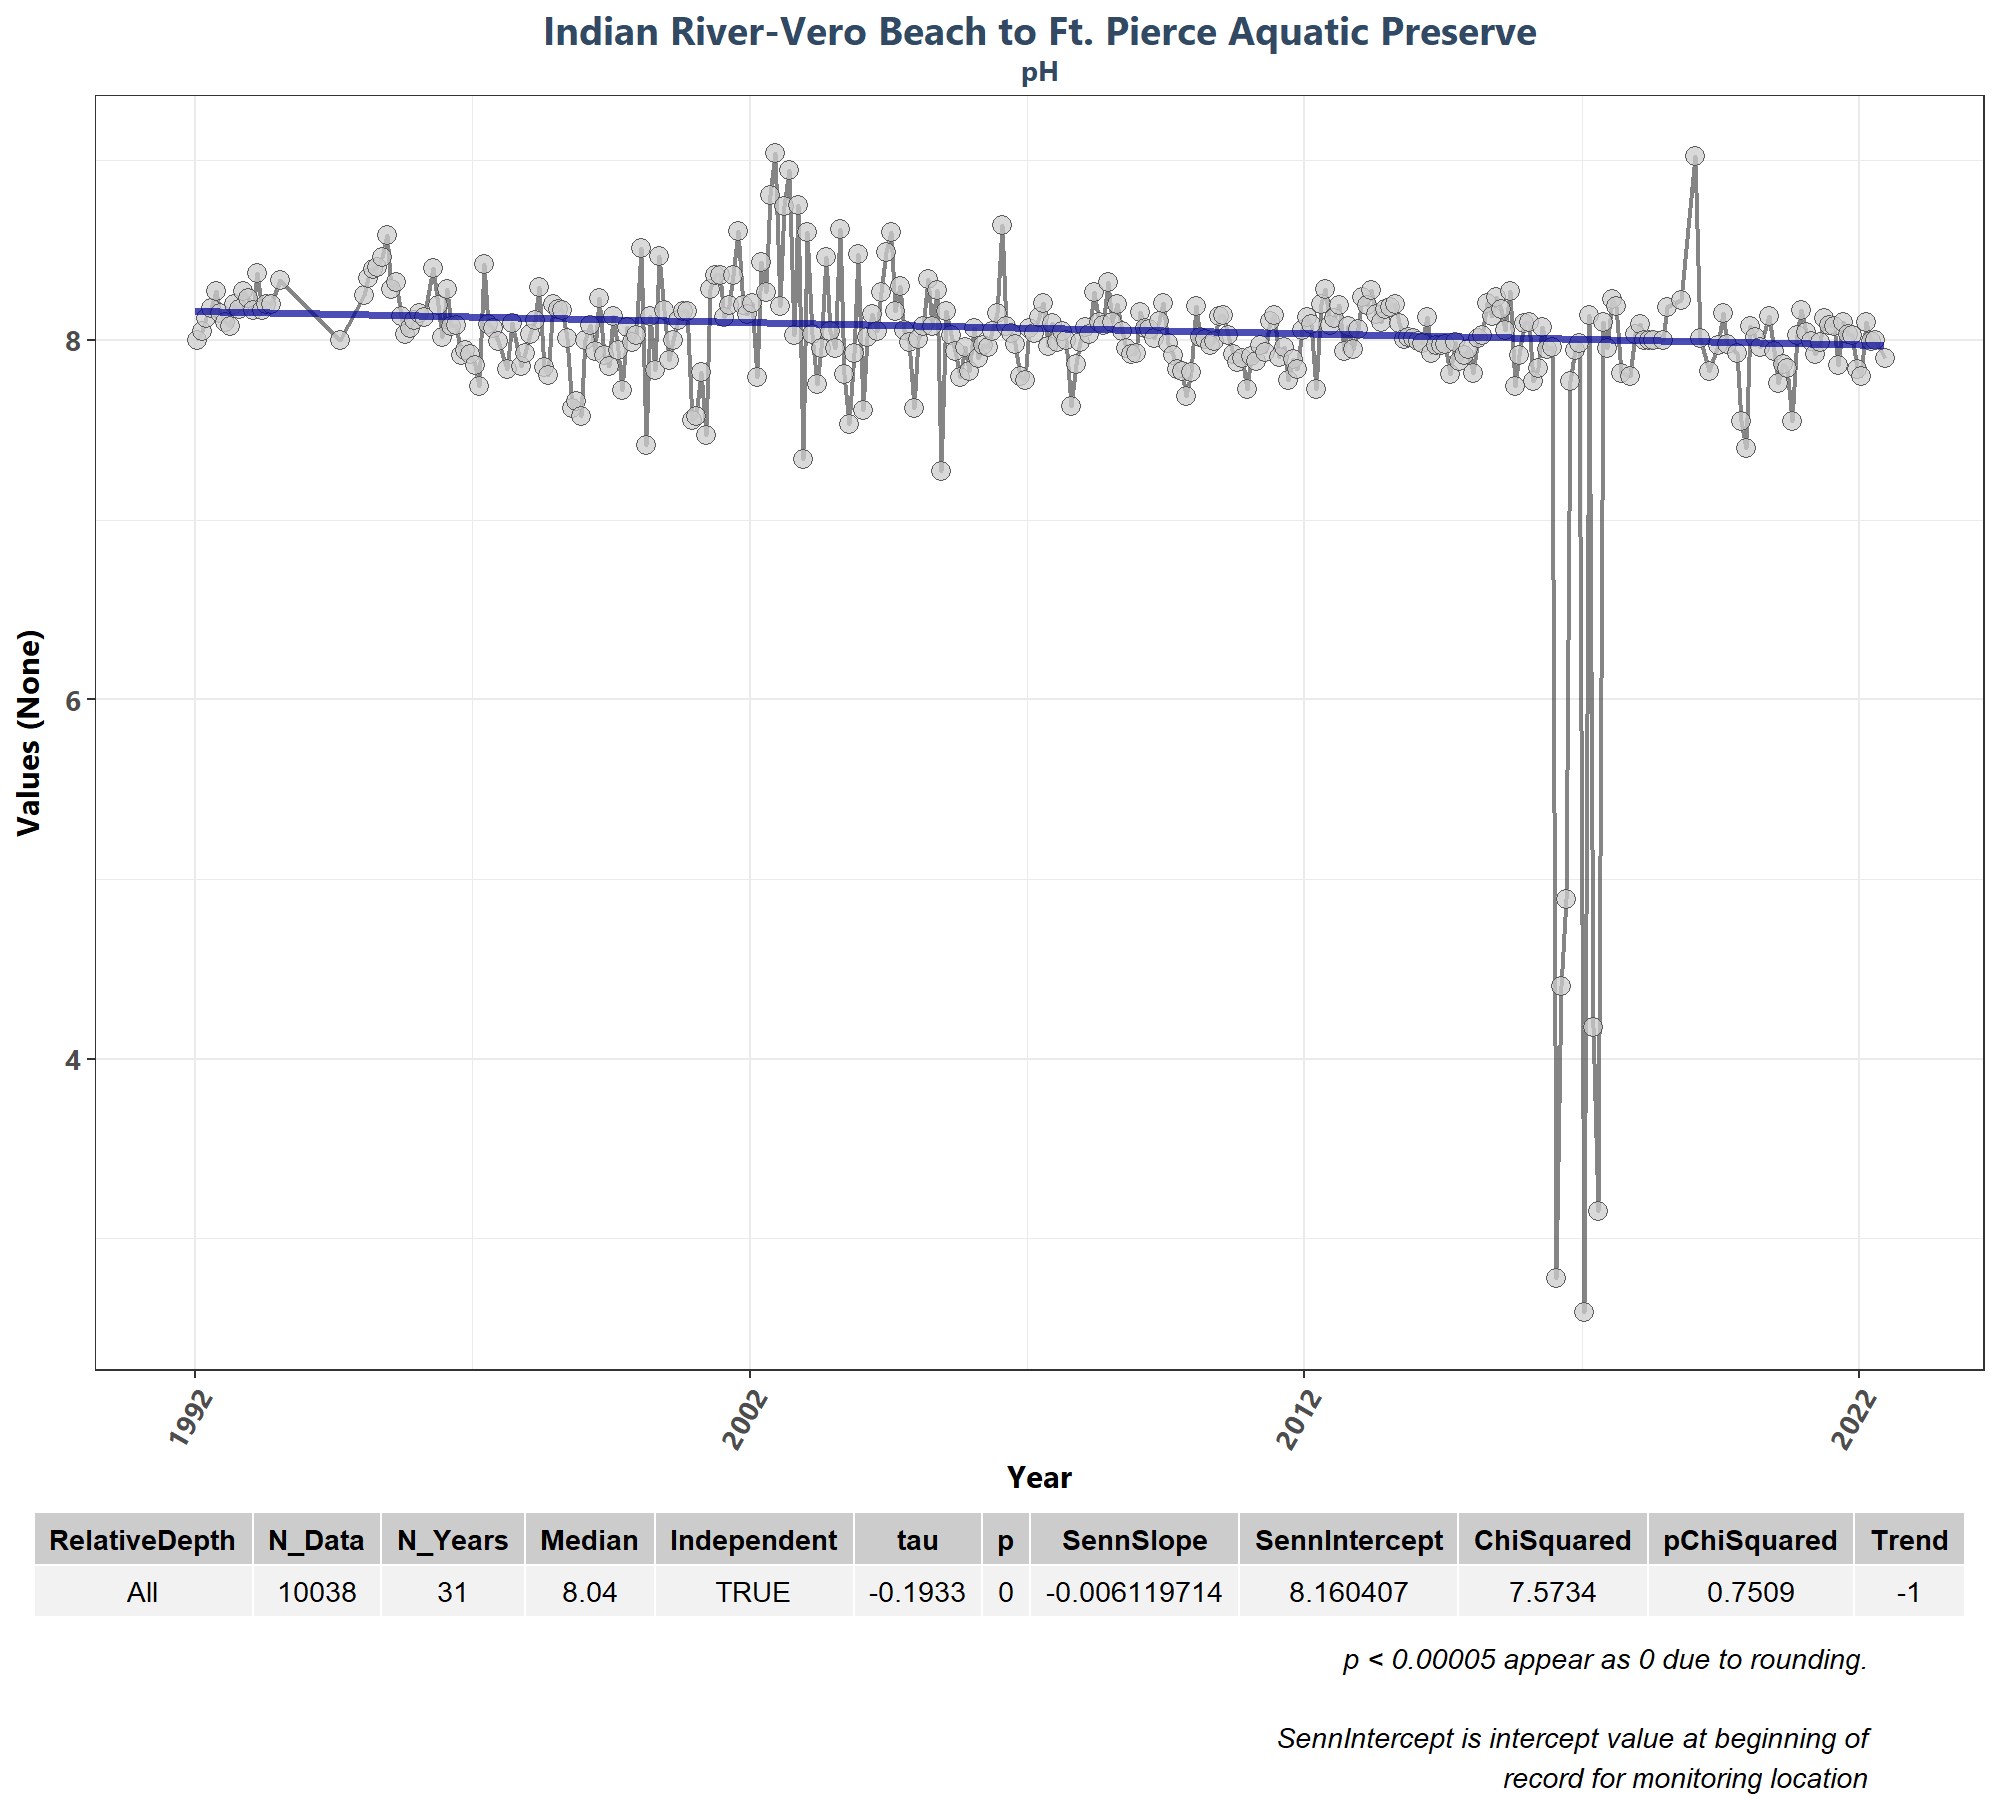 Indian River-Vero Beach to Ft. Pierce Aquatic Preserve
pH
Values (None)
8
6
4
1992
2002
2012
2022
Year
RelativeDepth N_Data N_Years Median Independent tau p SennSlope SennIntercept ChiSquared pChiSquared Trend
All 10038 31 8.04 TRUE -0.1933 0 -0.006119714 8.160407 7.5734 0.7509 -1
p < 0.00005 appear as 0 due to rounding.
SennIntercept is intercept value at beginning of
record for monitoring location